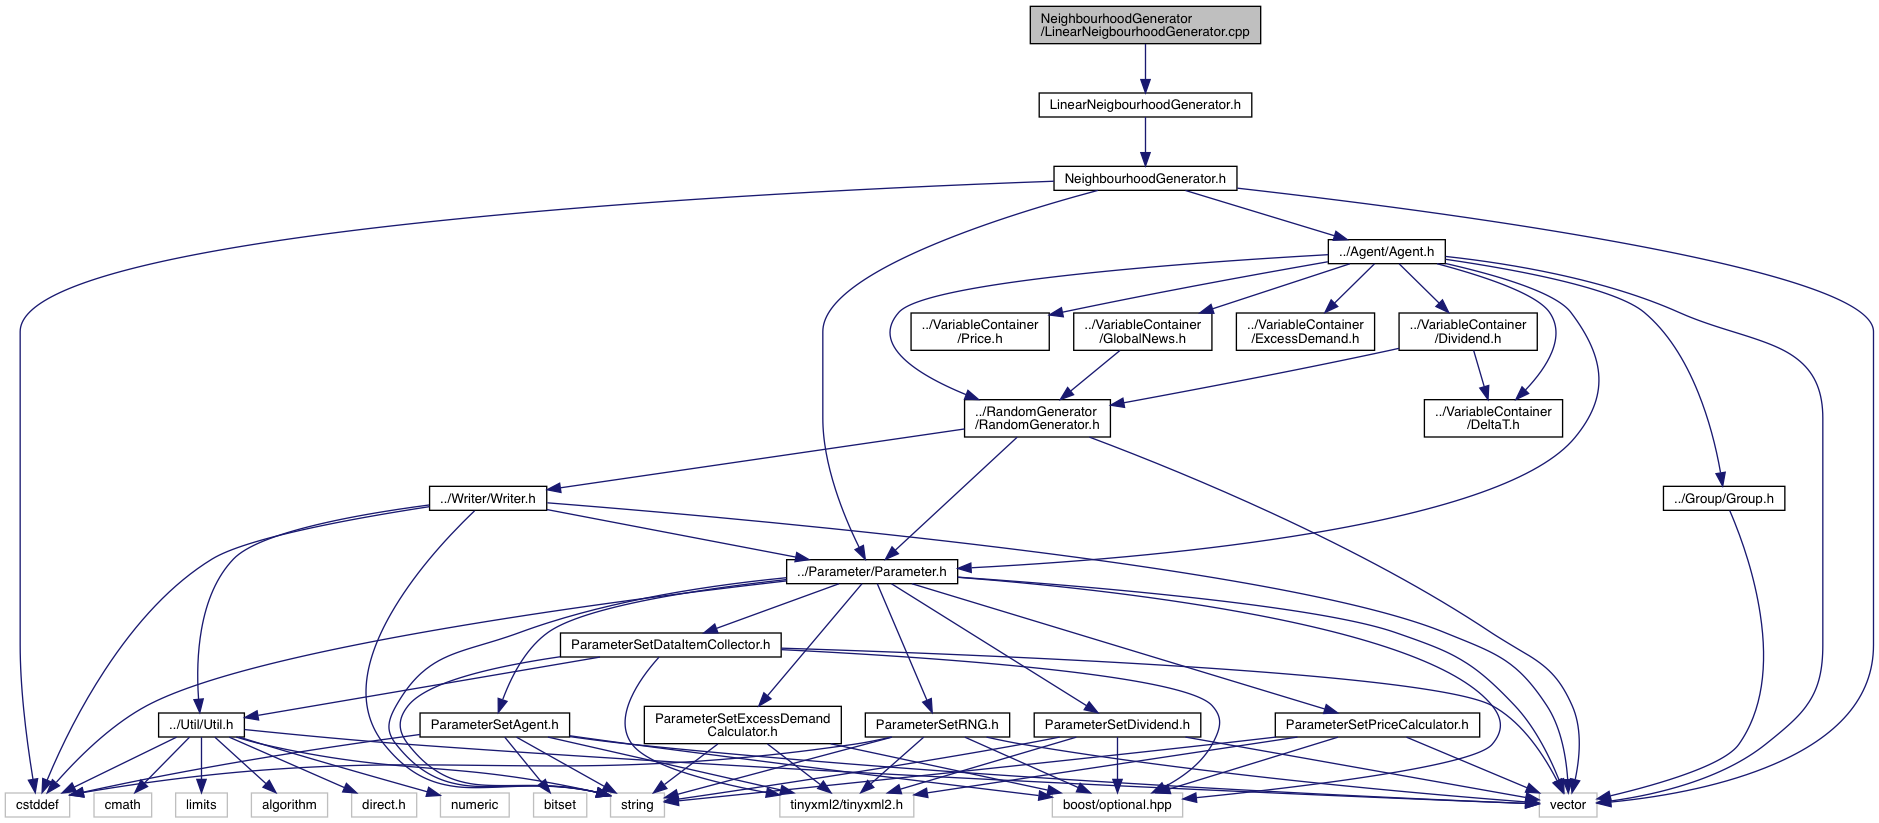 NeighbourhoodGenerator
/LinearNeigbourhoodGenerator.cpp
LinearNeigbourhoodGenerator.h
NeighbourhoodGenerator.h
../Agent/Agent.h
../VariableContainer
/Price.h
../VariableContainer
/GlobalNews.h
../VariableContainer
/ExcessDemand.h
../VariableContainer
/Dividend.h
../RandomGenerator
/RandomGenerator.h
../VariableContainer
/DeltaT.h
../Writer/Writer.h
../Group/Group.h
../Parameter/Parameter.h
ParameterSetDataItemCollector.h
../Util/Util.h
ParameterSetAgent.h
ParameterSetExcessDemand
Calculator.h
ParameterSetRNG.h
ParameterSetDividend.h
ParameterSetPriceCalculator.h
cstddef
cmath
limits
algorithm
direct.h
numeric
bitset
string
tinyxml2/tinyxml2.h
boost/optional.hpp
vector